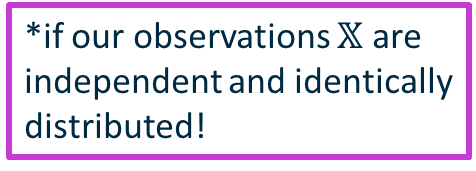 *if our observations 𝕏 are
independent and identically
distributed!